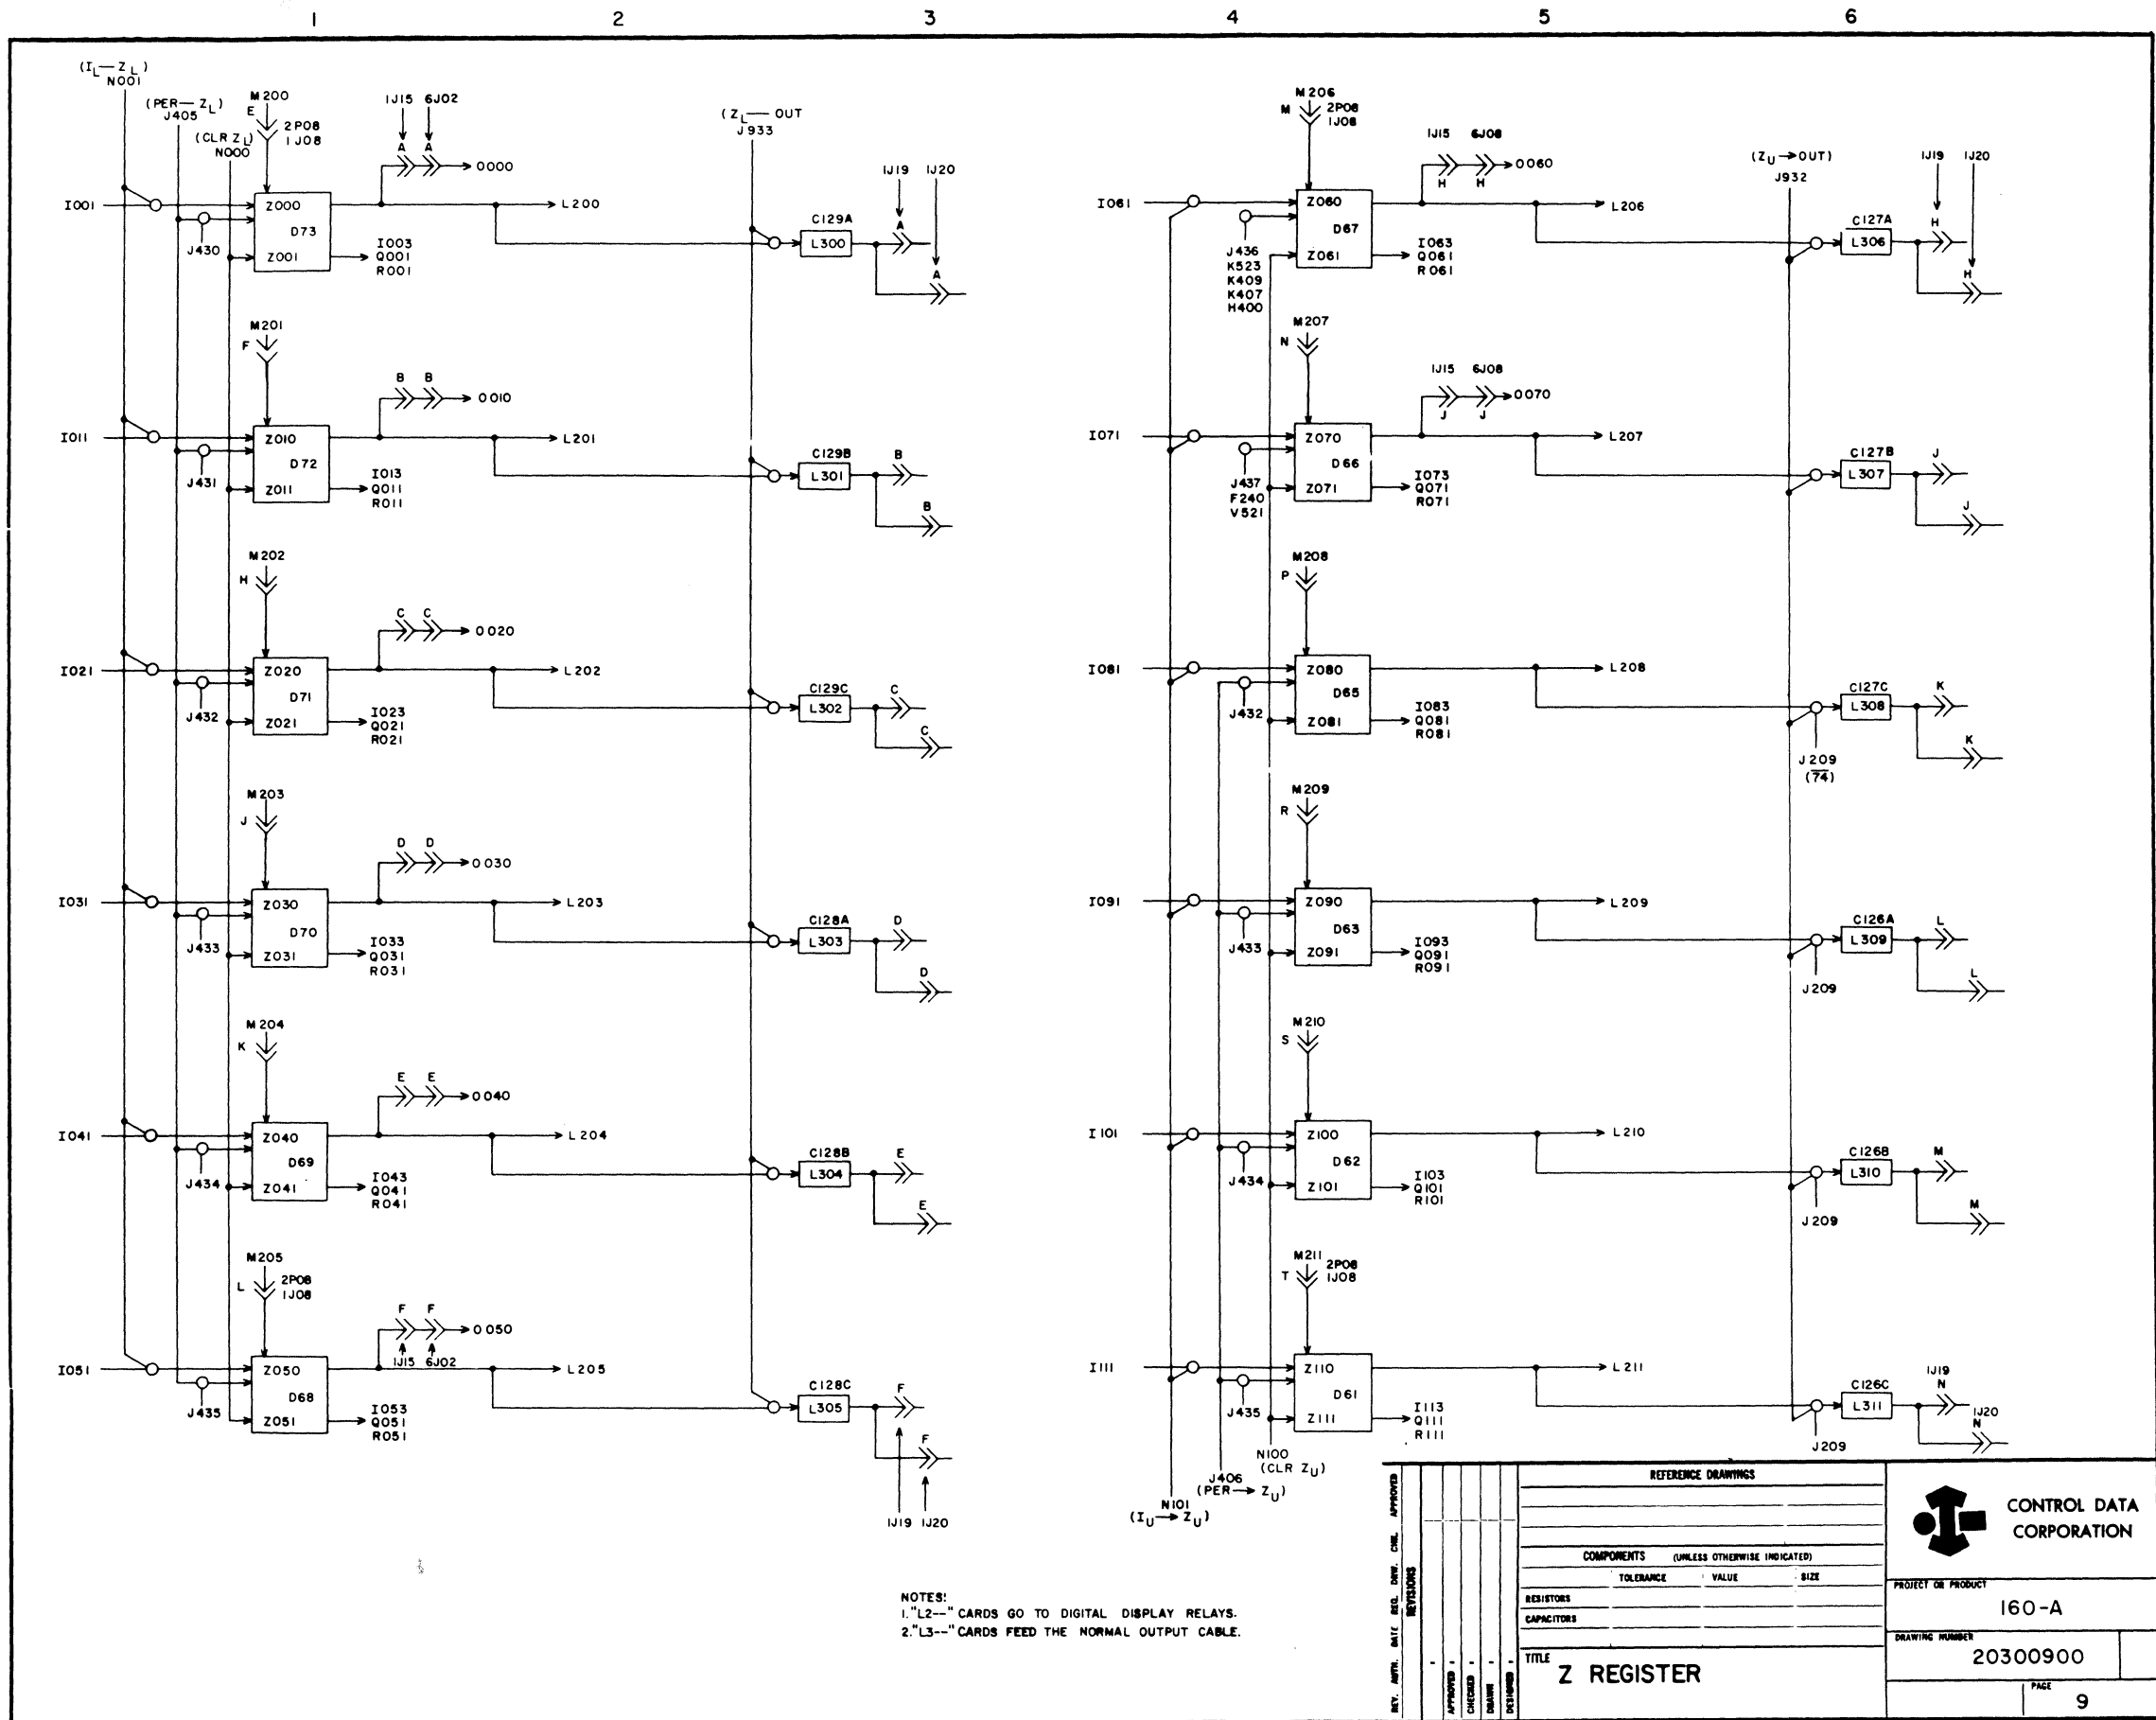 1 2 3 4 5 6
(I L — Z L)
N001
(PER — Z L)
J405
(CLR Z L)
N000
M200
E
2P08
1J08
1J15 6J02
A A
0000
I001
Z000
D73
Z001
J430
L200
I003
Q001
R001
(Z L — OUT
J933
C129A
L300
1J19 1J20
A
A
M201
F
B B
0010
I011
Z010
D72
Z011
J431
L201
I013
Q011
R011
C129B
L301
B
B
M202
H
C C
0020
I021
Z020
D71
Z021
J432
L202
I023
Q021
R021
C129C
L302
C
C
M203
J
D D
0030
I031
Z030
D70
Z031
J433
L203
I033
Q031
R031
C128A
L303
D
D
M204
K
E E
0040
I041
Z040
D69
Z041
J434
L204
I043
Q041
R041
C128B
L304
E
E
M205
L
2P08
1J08
F F
0050
1J15 6J02
I051
Z050
D68
Z051
J435
L205
I053
Q051
R051
C128C
L305
F
F
1J19 1J20
M206
M
2P08
1J08
1J15 6J08
H H
0060
I061
Z060
D67
Z061
J436
K523
K409
K407
H400
L206
I063
Q061
R061
(Z U → OUT)
J932
C127A
L306
1J19 1J20
H
H
M207
N
1J15 6J08
J J
0070
I071
Z070
D66
Z071
J437
F240
V521
L207
I073
Q071
R071
C127B
L307
J
J
M208
P
I081
Z080
D65
Z081
J432
L208
I083
Q081
R081
C127C
L308
K
K
J209
(74)
M209
R
I091
Z090
D63
Z091
J433
L209
I093
Q091
R091
C126A
L309
L
L
J209
M210
S
I101
Z100
D62
Z101
J434
L210
I103
Q101
R101
C126B
L310
M
M
J209
M211
T
2P08
1J08
I111
Z110
D61
Z111
J435
L211
I113
Q111
R111
C126C
L311
1J19
N
1J20
N
J209
N100
(CLR Z U)
J406
(PER → Z U)
N101
(I U → Z U)
NOTES:
1. "L2--" CARDS GO TO DIGITAL DISPLAY RELAYS.
2. "L3--" CARDS FEED THE NORMAL OUTPUT CABLE.
REV. AUTH. DATE REQ. DRW. CHK. APPROVED
REVISIONS
APPROVED -
CHECKED -
DRAWN -
DESIGNED -
REFERENCE DRAWINGS
COMPONENTS (UNLESS OTHERWISE INDICATED)
TOLERANCE VALUE SIZE
RESISTORS
CAPACITORS
TITLE
Z REGISTER
CONTROL DATA
CORPORATION
PROJECT OR PRODUCT
160-A
DRAWING NUMBER
20300900
PAGE
9